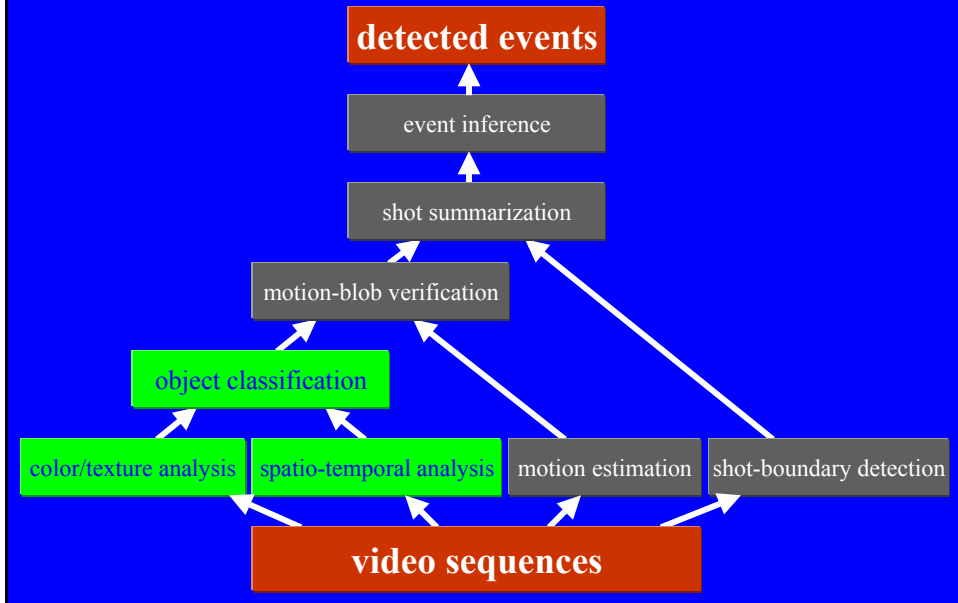 detected events
event inference
shot summarization
motion-blob verification
object classification
color/texture analysis
spatio-temporal analysis
motion estimation
shot-boundary detection
video sequences